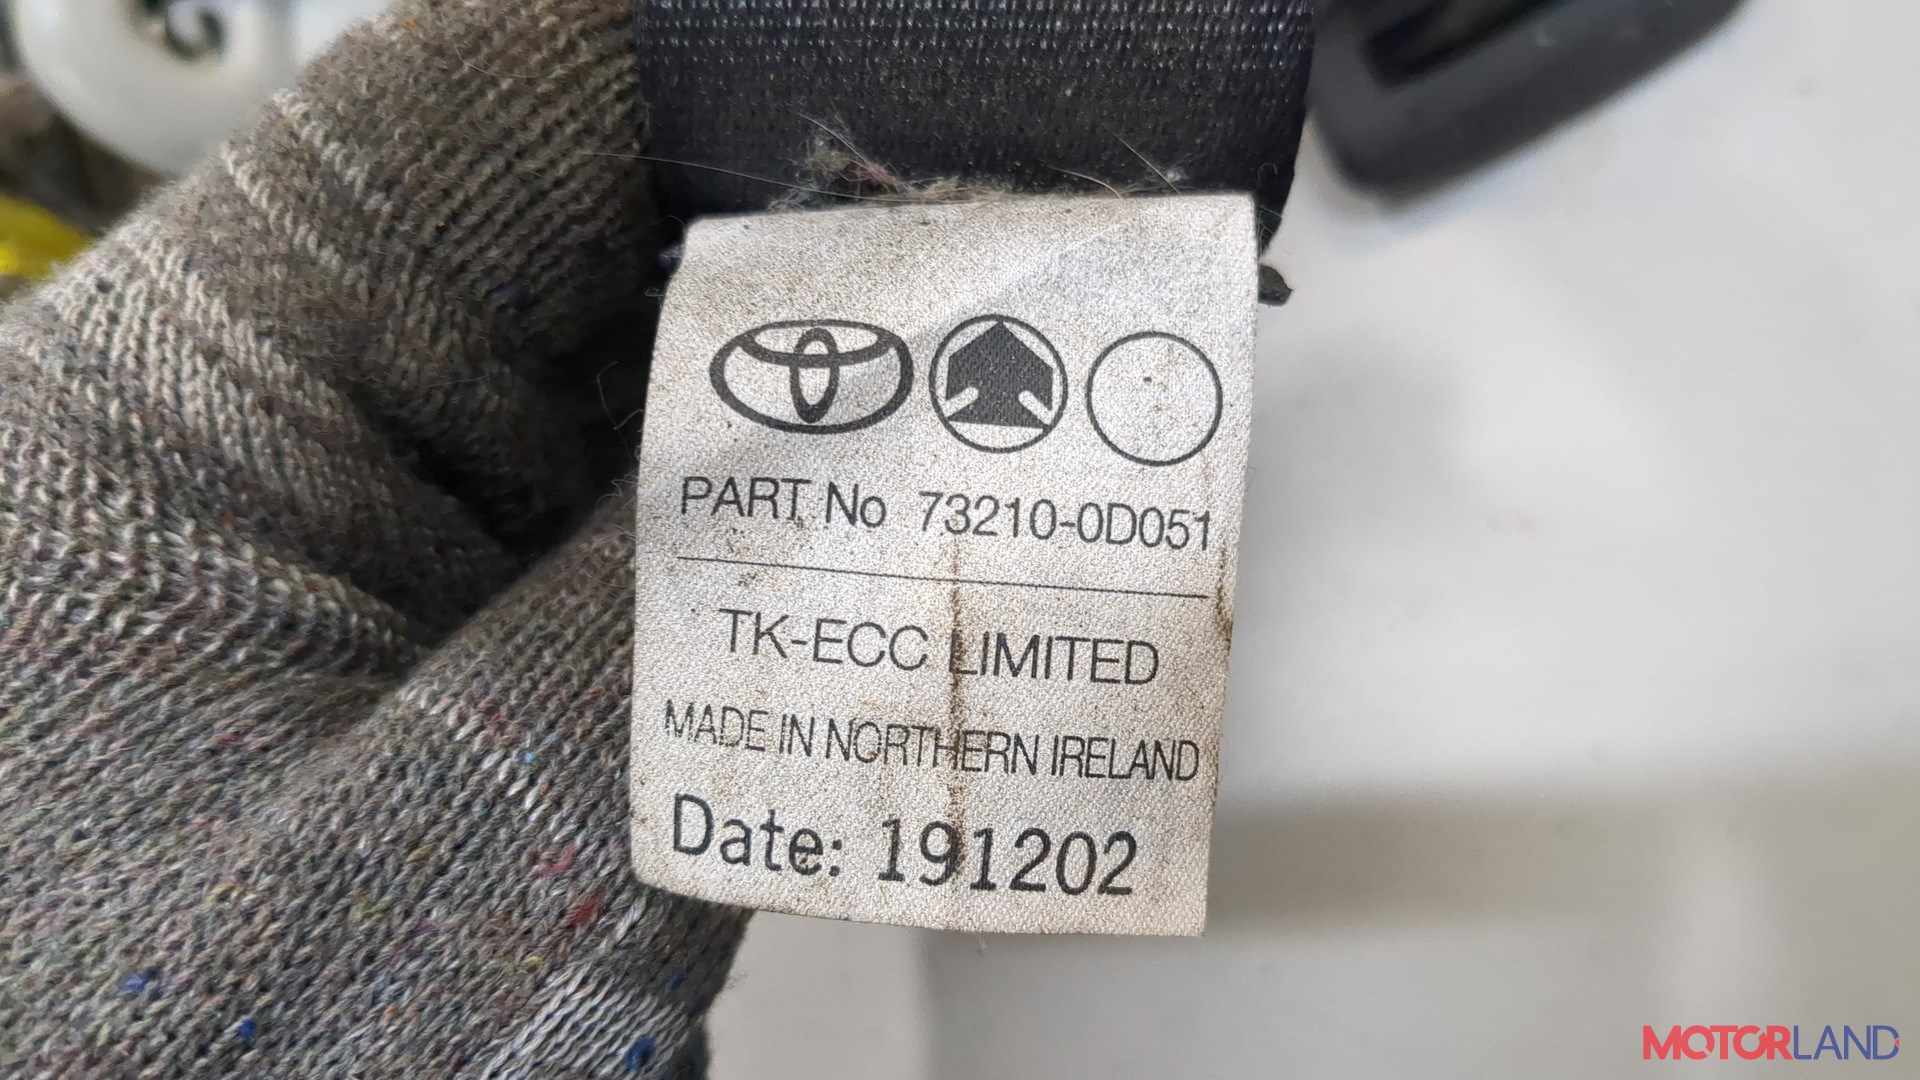 PART No 73210-0D051
TK-ECC LIMITED
MADE IN NORTHERN IRELAND
Date: 191202
MOTORLAND